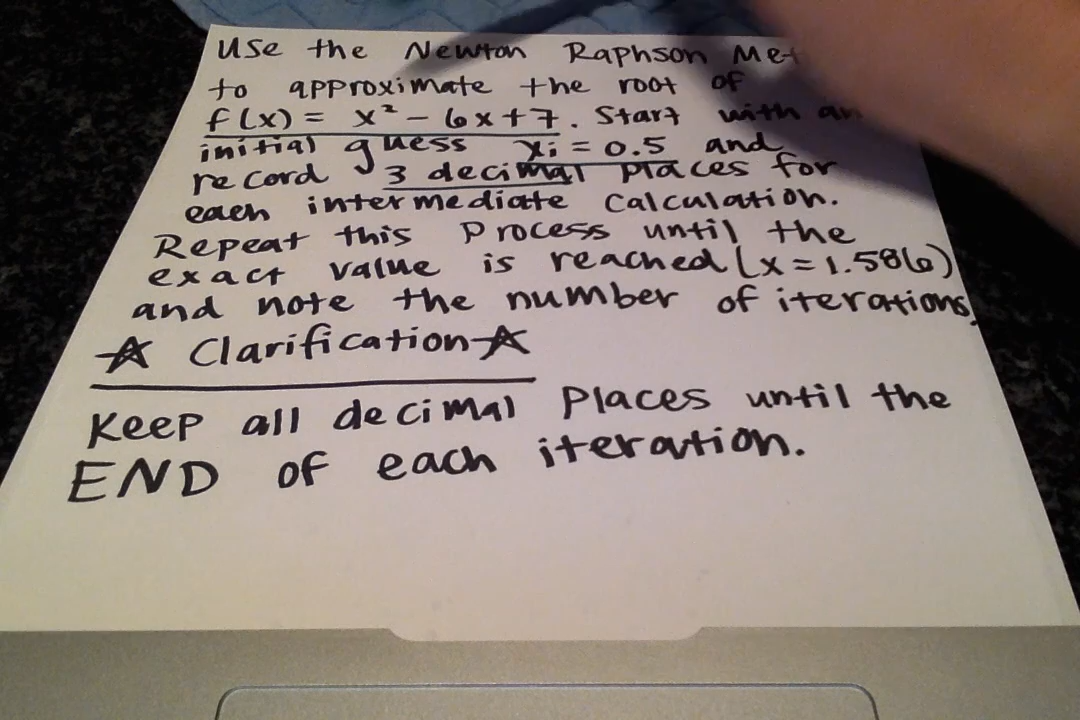 Use the Newton Raphson Met
to approximate the root of
f(x) = x² - 6x+7. Start with an
initial guess xi = 0.5 and
record 3 decimal places for
each intermediate calculation.
Repeat this process until the
exact value is reached (x=1.586)
and note the number of iterations.
☆ Clarification ☆
Keep all decimal places until the
END of each iteration.